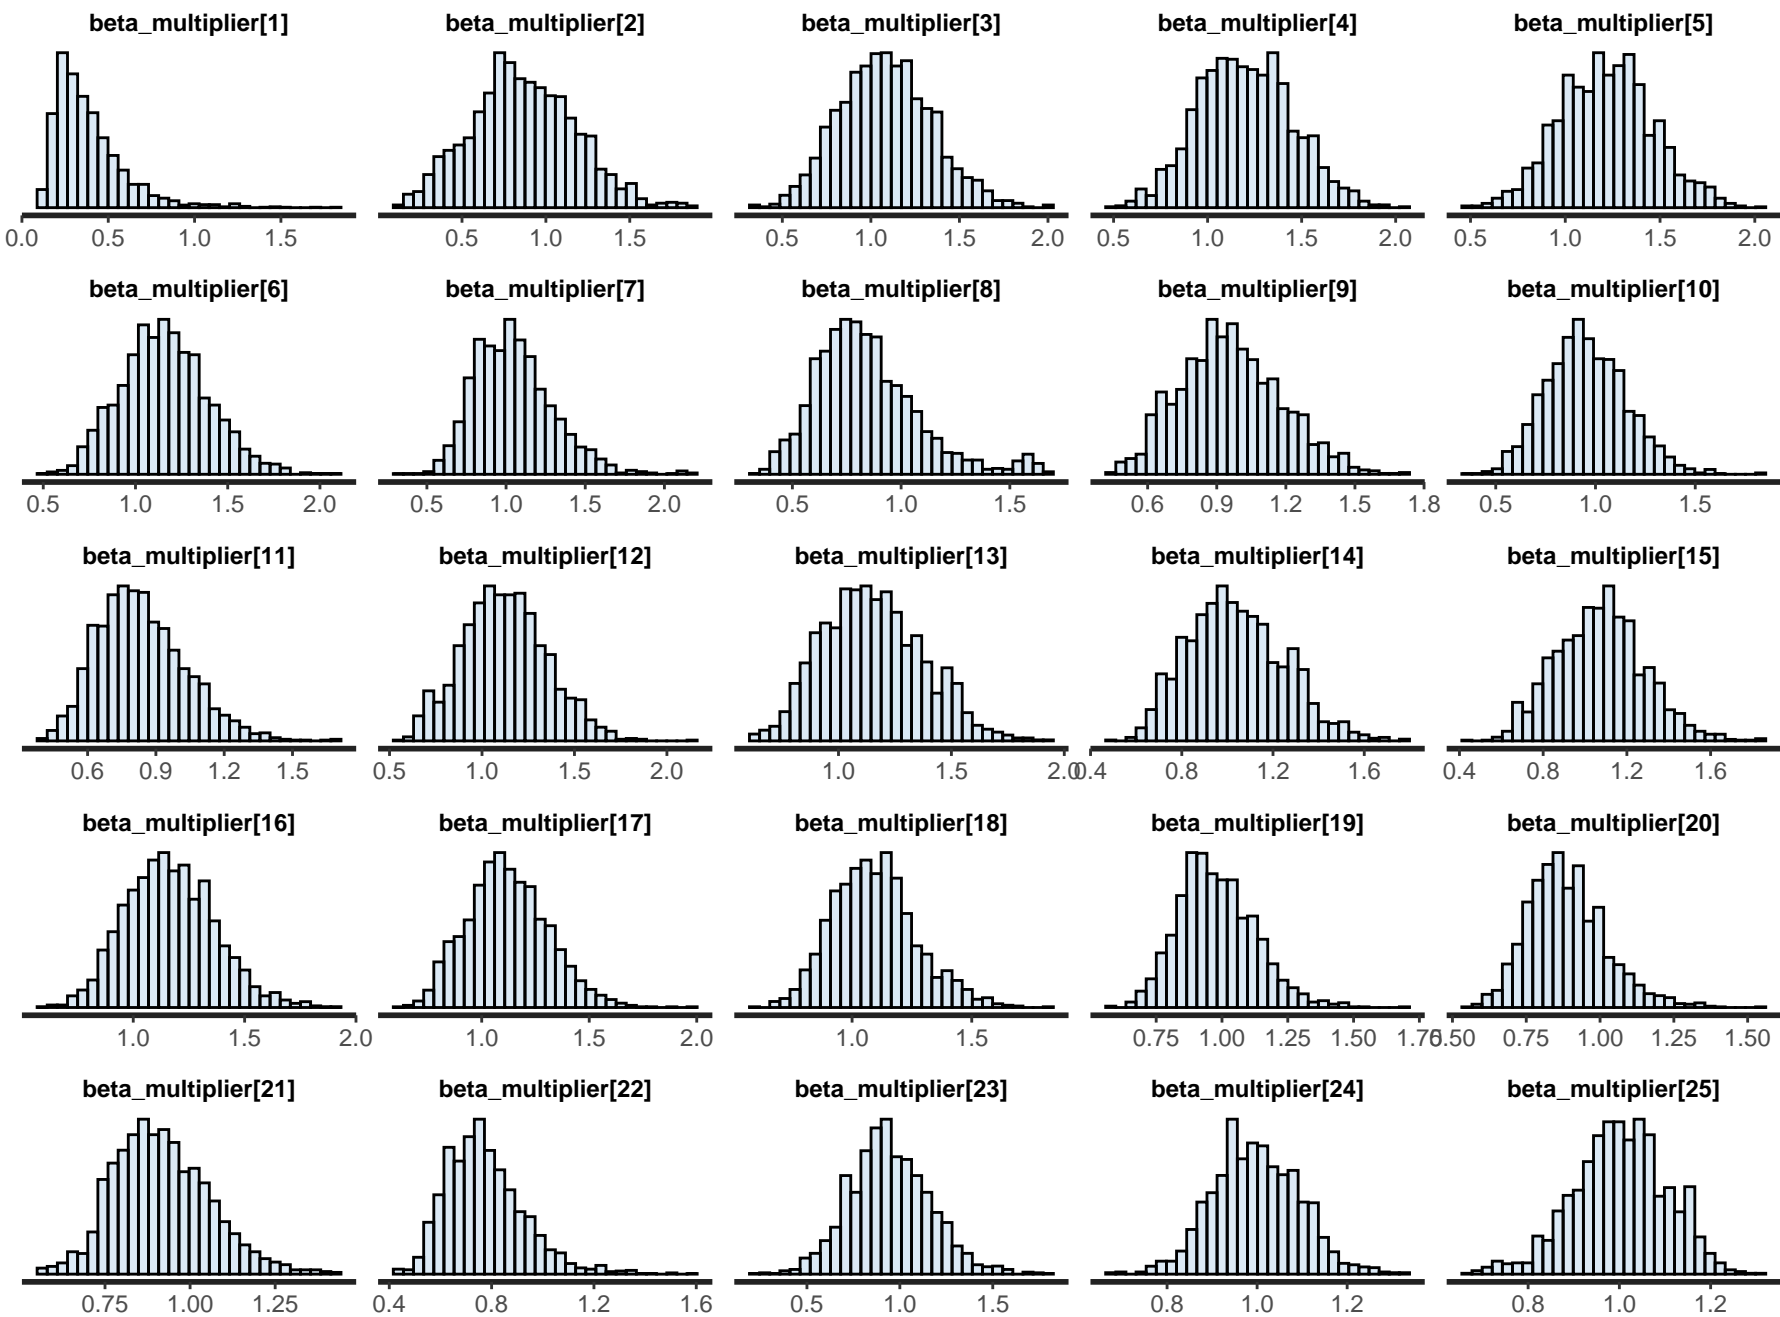 beta_multiplier[1] beta_multiplier[2] beta_multiplier[3] beta_multiplier[4] beta_multiplier[5]
0.0 0.5 1.0 1.5 0.5 1.0 1.5 0.5 1.0 1.5 2.0 0.5 1.0 1.5 2.0 0.5 1.0 1.5 2.0
beta_multiplier[6] beta_multiplier[7] beta_multiplier[8] beta_multiplier[9] beta_multiplier[10]
0.5 1.0 1.5 2.0 0.5 1.0 1.5 2.0 0.5 1.0 1.5 0.6 0.9 1.2 1.5 1.8 0.5 1.0 1.5
beta_multiplier[11] beta_multiplier[12] beta_multiplier[13] beta_multiplier[14] beta_multiplier[15]
0.6 0.9 1.2 1.5 0.5 1.0 1.5 2.0 1.0 1.5 2.0 0.4 0.8 1.2 1.6 0.4 0.8 1.2 1.6
beta_multiplier[16] beta_multiplier[17] beta_multiplier[18] beta_multiplier[19] beta_multiplier[20]
1.0 1.5 2.0 1.0 1.5 2.0 1.0 1.5 0.75 1.00 1.25 1.50 1.75 0.50 0.75 1.00 1.25 1.50
beta_multiplier[21] beta_multiplier[22] beta_multiplier[23] beta_multiplier[24] beta_multiplier[25]
0.75 1.00 1.25 0.4 0.8 1.2 1.6 0.5 1.0 1.5 0.8 1.0 1.2 0.8 1.0 1.2